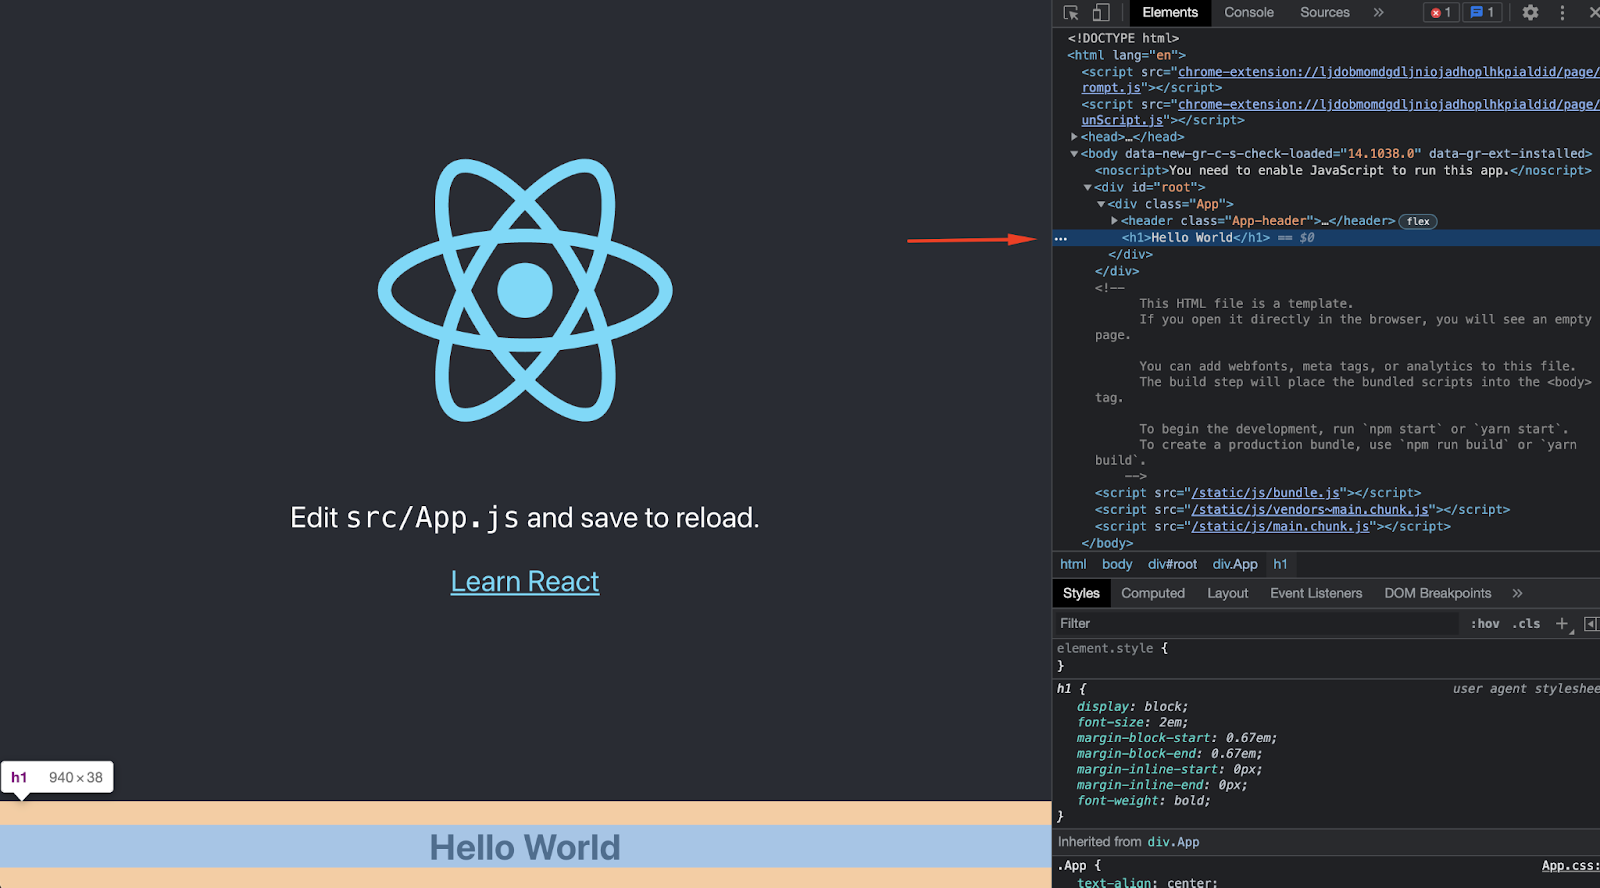 Edit src/App.js and save to reload.
Learn React
h1 940 × 38
Hello World
Elements Console Sources » 1 1
<!DOCTYPE html>
<html lang="en">
<script src="chrome-extension://ljdobmomdgdljniojadhoplhkpialdid/page/
rompt.js"></script>
<script src="chrome-extension://ljdobmomdgdljniojadhoplhkpialdid/page/
unScript.js"></script>
<head>…</head>
<body data-new-gr-c-s-check-loaded="14.1038.0" data-gr-ext-installed>
<noscript>You need to enable JavaScript to run this app.</noscript>
<div id="root">
<div class="App">
<header class="App-header">…</header> flex
<h1>Hello World</h1> == $0
</div>
</div>
<!--
This HTML file is a template.
If you open it directly in the browser, you will see an empty
page.
You can add webfonts, meta tags, or analytics to this file.
The build step will place the bundled scripts into the <body>
tag.
To begin the development, run `npm start` or `yarn start`.
To create a production bundle, use `npm run build` or `yarn
build`.
-->
<script src="/static/js/bundle.js"></script>
<script src="/static/js/vendors~main.chunk.js"></script>
<script src="/static/js/main.chunk.js"></script>
</body>
html body div#root div.App h1
Styles Computed Layout Event Listeners DOM Breakpoints »
Filter :hov .cls +
element.style {
}
h1 { user agent styleshee
display: block;
font-size: 2em;
margin-block-start: 0.67em;
margin-block-end: 0.67em;
margin-inline-start: 0px;
margin-inline-end: 0px;
font-weight: bold;
}
Inherited from div.App
.App { App.css:
text-align: center;